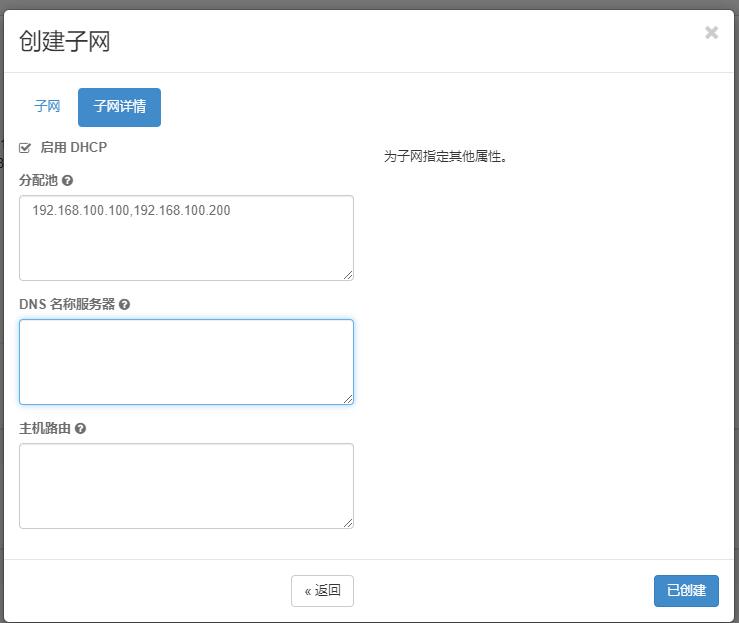 创建子网
×
子网 子网详情
启用 DHCP
为子网指定其他属性。
分配池
192.168.100.100,192.168.100.200
DNS 名称服务器
主机路由
« 返回
已创建